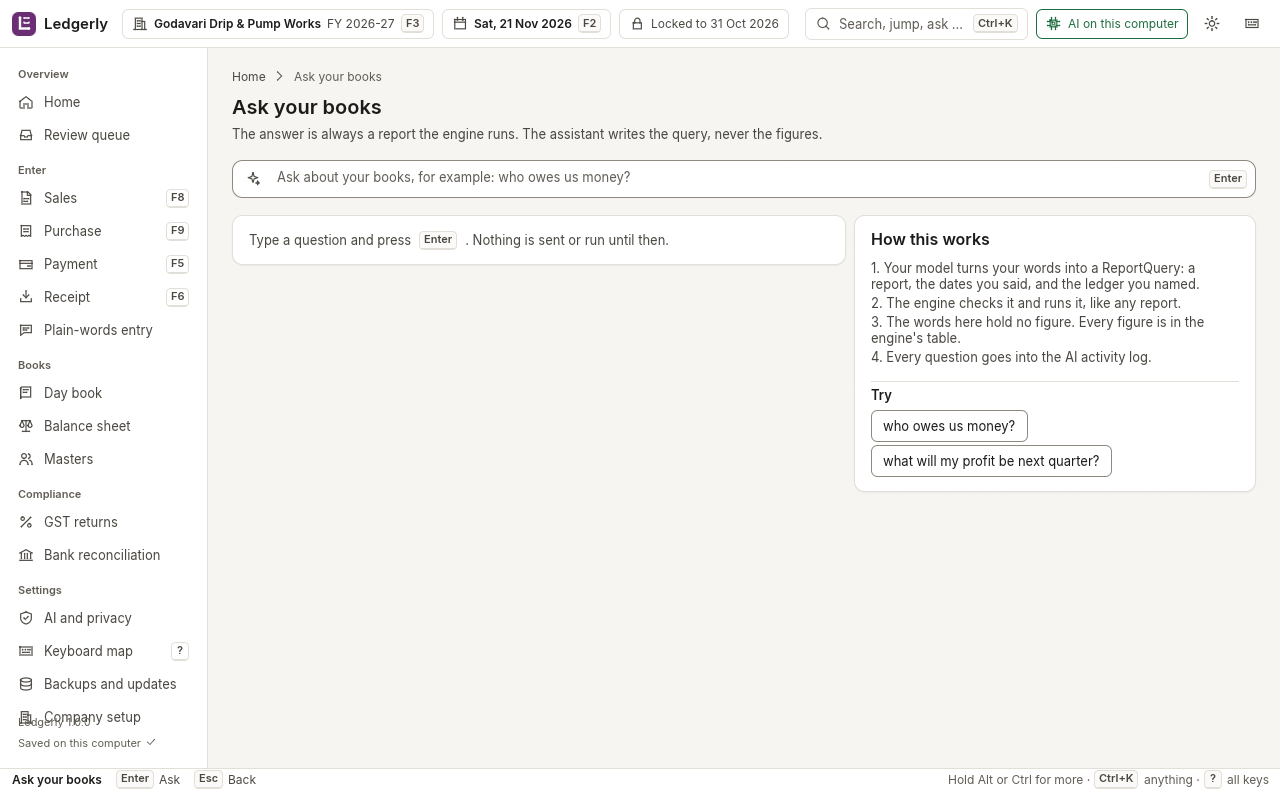 Ledgerly
Godavari Drip & Pump Works FY 2026-27 F3
Sat, 21 Nov 2026 F2
Locked to 31 Oct 2026
Search, jump, ask ... Ctrl+K
AI on this computer
Overview
Home
Review queue
Enter
Sales F8
Purchase F9
Payment F5
Receipt F6
Plain-words entry
Books
Day book
Balance sheet
Masters
Compliance
GST returns
Bank reconciliation
Settings
AI and privacy
Keyboard map ?
Backups and updates
Company setup
Ledgerly 1.0.0
Saved on this computer
Home > Ask your books
Ask your books
The answer is always a report the engine runs. The assistant writes the query, never the figures.
Ask about your books, for example: who owes us money? Enter
Type a question and press Enter . Nothing is sent or run until then.
How this works
1. Your model turns your words into a ReportQuery: a
report, the dates you said, and the ledger you named.
2. The engine checks it and runs it, like any report.
3. The words here hold no figure. Every figure is in the
engine's table.
4. Every question goes into the AI activity log.
Try
who owes us money?
what will my profit be next quarter?
Ask your books Enter Ask Esc Back
Hold Alt or Ctrl for more · Ctrl+K anything · ? all keys